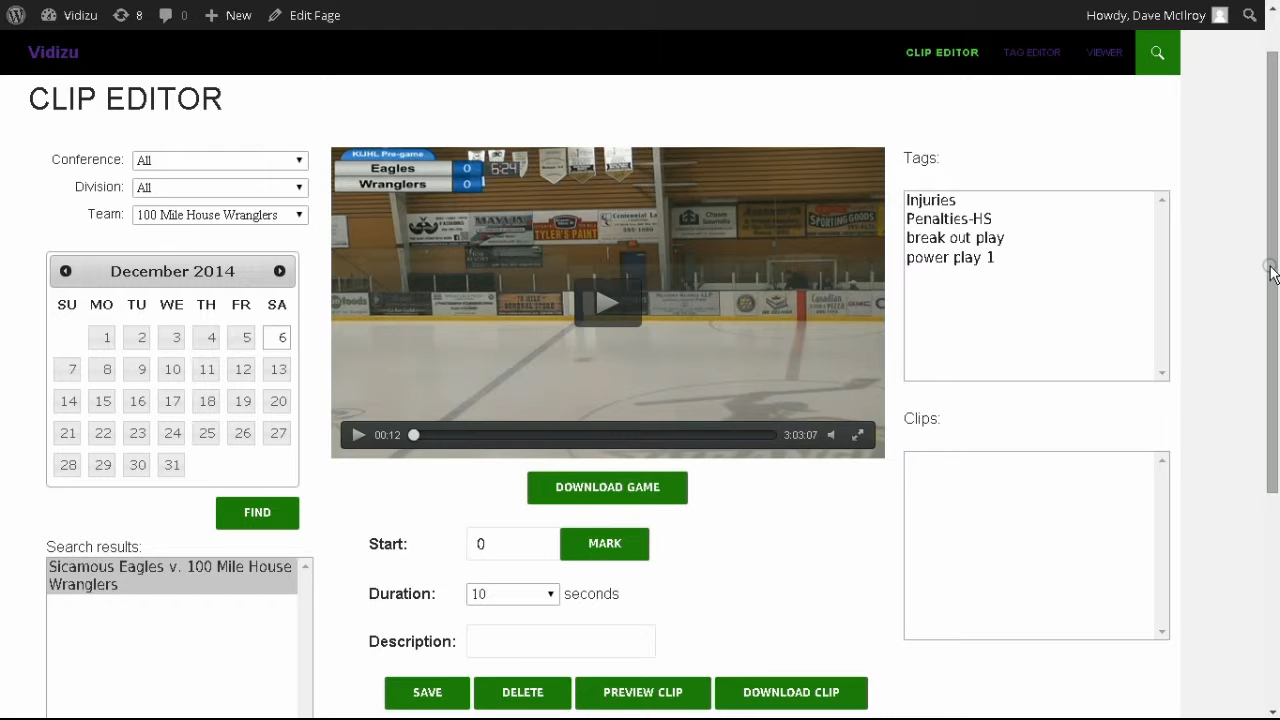 Vidizu 8 0 New Edit Page Howdy, Dave McIlroy
Vidizu CLIP EDITOR TAG EDITOR VIEWER
CLIP EDITOR
Conference: All
Division: All
Team: 100 Mile House Wranglers
December 2014
SU MO TU WE TH FR SA
1 2 3 4 5 6
7 8 9 10 11 12 13
14 15 16 17 18 19 20
21 22 23 24 25 26 27
28 29 30 31
FIND
Search results:
Sicamous Eagles v. 100 Mile House
Wranglers
KIJHL Pre-game
Eagles 0 6:24
Wranglers 0
TYLER'S PAINT
SPORTING GOODS
00:12 3:03:07
DOWNLOAD GAME
Start: 0 MARK
Duration: 10 seconds
Description:
SAVE DELETE PREVIEW CLIP DOWNLOAD CLIP
Tags:
Injuries
Penalties-HS
break out play
power play 1
Clips: